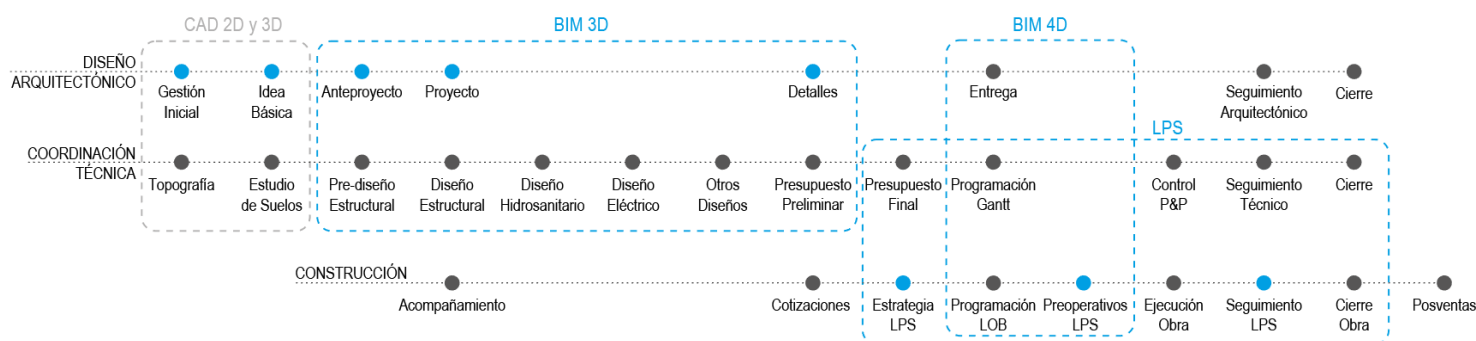 CAD 2D y 3D
BIM 3D
BIM 4D
DISEÑO
ARQUITECTÓNICO
Gestión
Inicial
Idea
Básica
Anteproyecto
Proyecto
Detalles
Entrega
Seguimiento
Arquitectónico
Cierre
LPS
COORDINACIÓN
TÉCNICA
Topografía
Estudio
de Suelos
Pre-diseño
Estructural
Diseño
Estructural
Diseño
Hidrosanitario
Diseño
Eléctrico
Otros
Diseños
Presupuesto
Preliminar
Presupuesto
Final
Programación
Gantt
Control
P&P
Seguimiento
Técnico
Cierre
CONSTRUCCIÓN
Acompañamiento
Cotizaciones
Estrategia
LPS
Programación
LOB
Preoperativos
LPS
Ejecución
Obra
Seguimiento
LPS
Cierre
Obra
Posventas